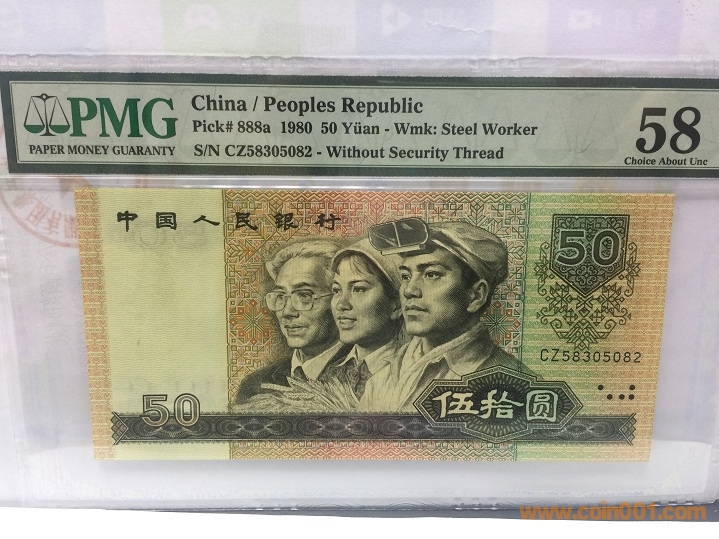 PMG
PAPER MONEY GUARANTY
China / Peoples Republic
Pick# 888a 1980 50 Yüan - Wmk: Steel Worker
S/N CZ58305082 - Without Security Thread
58
Choice About Unc
中国人民银行
50
CZ58305082
50
伍拾圆
www.coin001.com